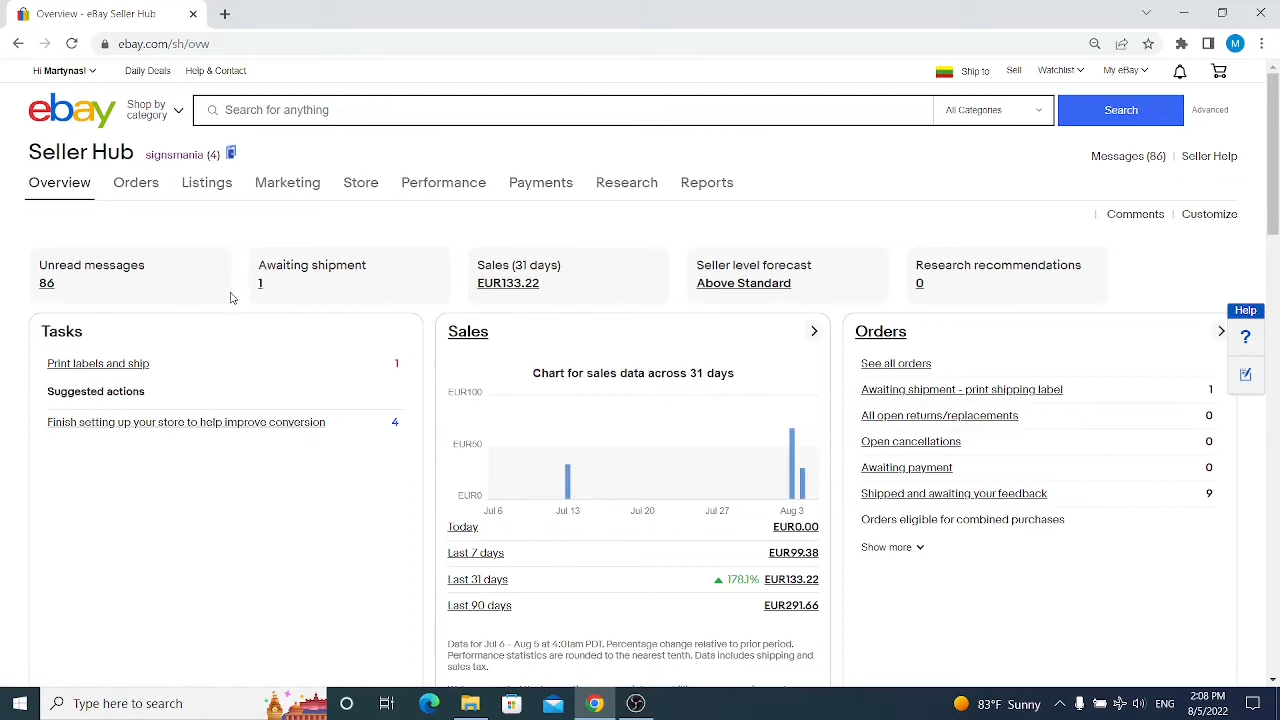 Overview - eBay Seller Hub
ebay.com/sh/ovw
M
Hi Martynas!
Daily Deals
Help & Contact
Ship to
Sell
Watchlist
My eBay
ebay
Shop by category
Search for anything
All Categories
Search
Advanced
Seller Hub
signsmania (4)
Messages (86) | Seller Help
Overview
Orders
Listings
Marketing
Store
Performance
Payments
Research
Reports
| Comments | Customize
Unread messages
86
Awaiting shipment
1
Sales (31 days)
EUR133.22
Seller level forecast
Above Standard
Research recommendations
0
Help
?
Tasks
Print labels and ship 1
Suggested actions
Finish setting up your store to help improve conversion 4
Sales
Chart for sales data across 31 days
EUR100
EUR50
EUR0
Jul 6 Jul 13 Jul 20 Jul 27 Aug 3
Today EUR0.00
Last 7 days EUR99.38
Last 31 days 178.1% EUR133.22
Last 90 days EUR291.66
Data for Jul 6 - Aug 5 at 4:01am PDT. Percentage change relative to prior period.
Performance statistics are rounded to the nearest tenth. Data includes shipping and
sales tax.
Orders
See all orders
Awaiting shipment - print shipping label 1
All open returns/replacements 0
Open cancellations 0
Awaiting payment 0
Shipped and awaiting your feedback 9
Orders eligible for combined purchases
Show more
Type here to search
83°F Sunny
ENG
2:08 PM
8/5/2022